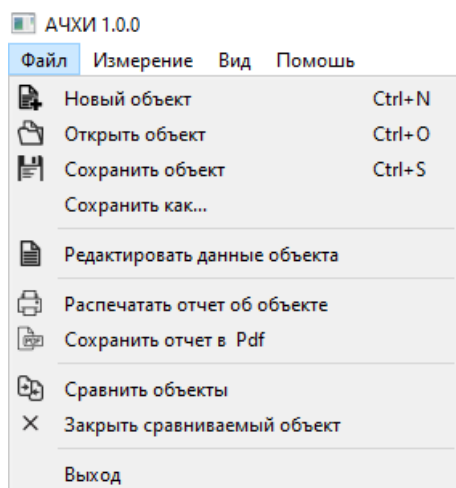 АЧХИ 1.0.0
Файл Измерение Вид Помошь
Новый объект Ctrl+N
Открыть объект Ctrl+O
Сохранить объект Ctrl+S
Сохранить как...
Редактировать данные объекта
Распечатать отчет об объекте
Сохранить отчет в Pdf
Сравнить объекты
Закрыть сравниваемый объект
Выход